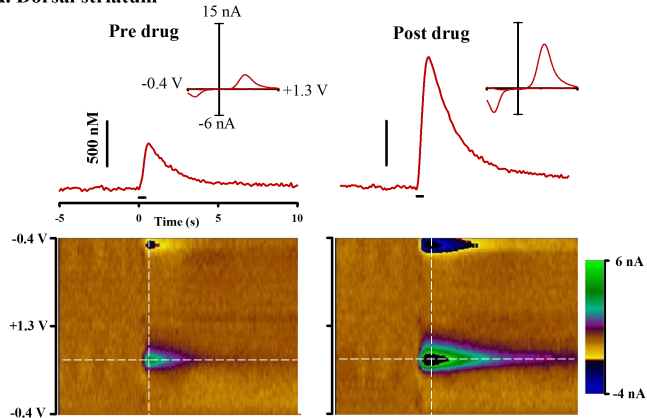 Dorsal striatum
Pre drug
15 nA
-0.4 V
+1.3 V
-6 nA
500 nM
-5
0
5
10
Time (s)
Post drug
-0.4 V
+1.3 V
-0.4 V
6 nA
-4 nA